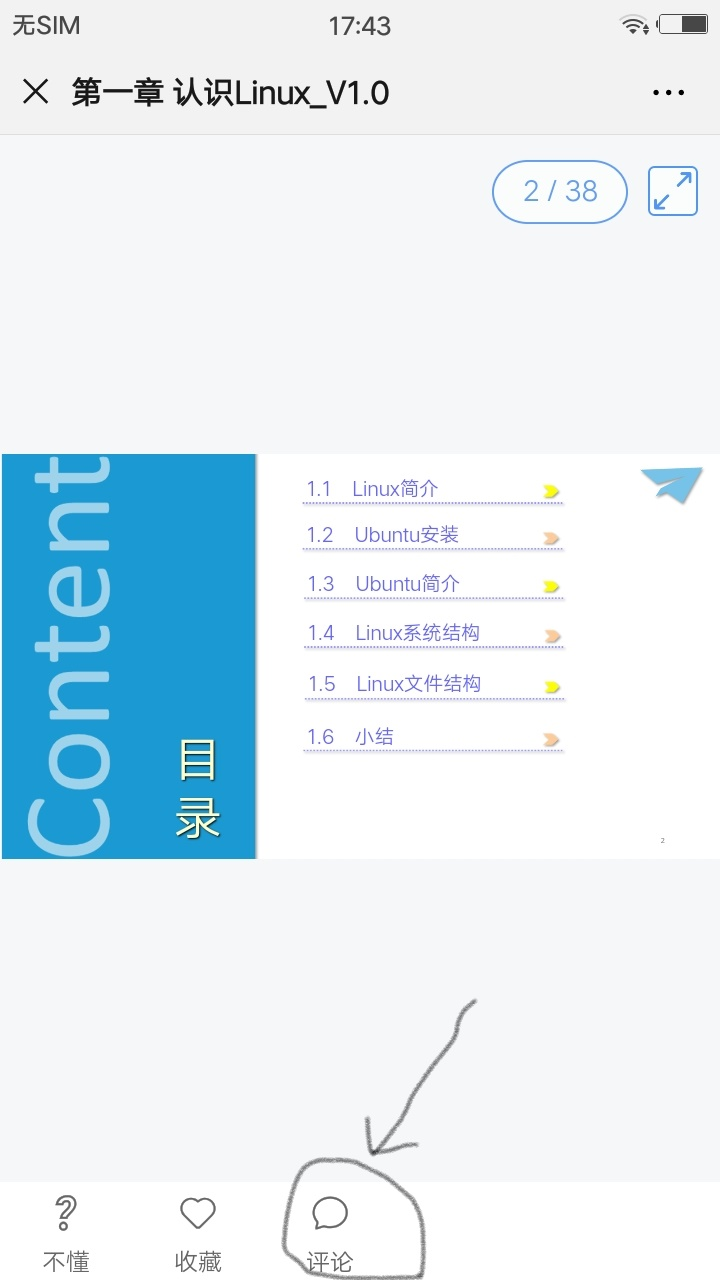 无SIM 17:43
第一章 认识Linux_V1.0
2 / 38
Content
目录
1.1 Linux简介
1.2 Ubuntu安装
1.3 Ubuntu简介
1.4 Linux系统结构
1.5 Linux文件结构
1.6 小结
2
不懂 收藏 评论